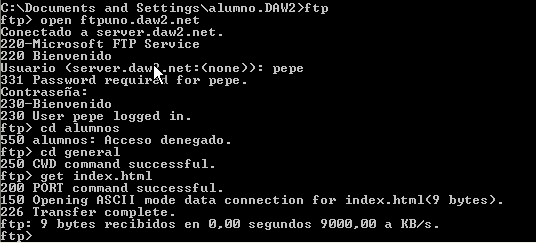 C:\Documents and Settings\alumno.DAW2>ftp
ftp> open ftpuno.daw2.net
Conectado a server.daw2.net.
220-Microsoft FTP Service
220 Bienvenido
Usuario (server.daw2.net:(none)): pepe
331 Password required for pepe.
Contraseña:
230-Bienvenido
230 User pepe logged in.
ftp> cd alumnos
550 alumnos: Acceso denegado.
ftp> cd general
250 CWD command successful.
ftp> get index.html
200 PORT command successful.
150 Opening ASCII mode data connection for index.html(9 bytes).
226 Transfer complete.
ftp: 9 bytes recibidos en 0,00 segundos 9000,00 a KB/s.
ftp>